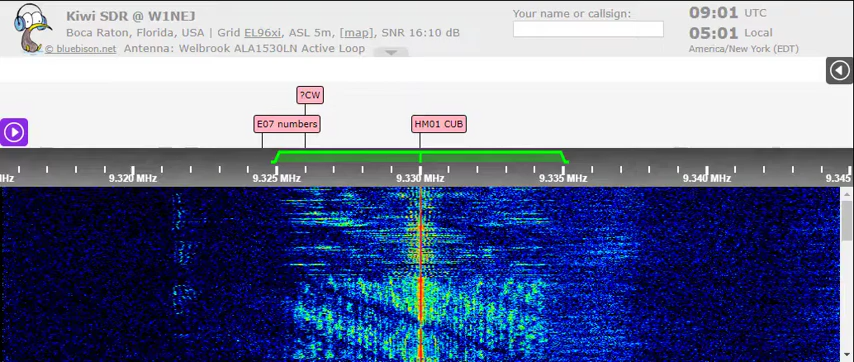 Kiwi SDR @ W1NEJ
Boca Raton, Florida, USA | Grid EL96xi, ASL 5m, [map], SNR 16:10 dB
© bluebison.net Antenna: Welbrook ALA1530LN Active Loop
Your name or callsign:
09:01 UTC
05:01 Local
America/New York (EDT)
?CW
E07 numbers
HM01 CUB
MHz 9.320 MHz 9.325 MHz 9.330 MHz 9.335 MHz 9.340 MHz 9.345